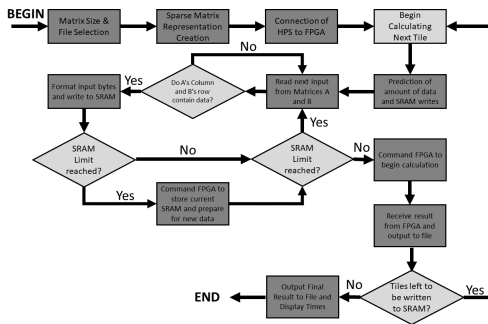 BEGIN
Matrix Size &
File Selection
Sparse Matrix
Representation
Creation
Connection of
HPS to FPGA
Begin
Calculating
Next Tile
No
Format input bytes
and write to SRAM
Yes
Do A's Column
and B's row
contain data?
Read next input
from Matrices A
and B
Prediction of
amount of data
and SRAM writes
Yes
SRAM
Limit
reached?
No
SRAM
Limit
reached?
No
Command FPGA to
begin calculation
Yes
Command FPGA to
store current
SRAM and prepare
for new data
Receive result
from FPGA and
output to file
END
Output Final
Result to File and
Display Times
No
Tiles left to
be written
to SRAM?
Yes